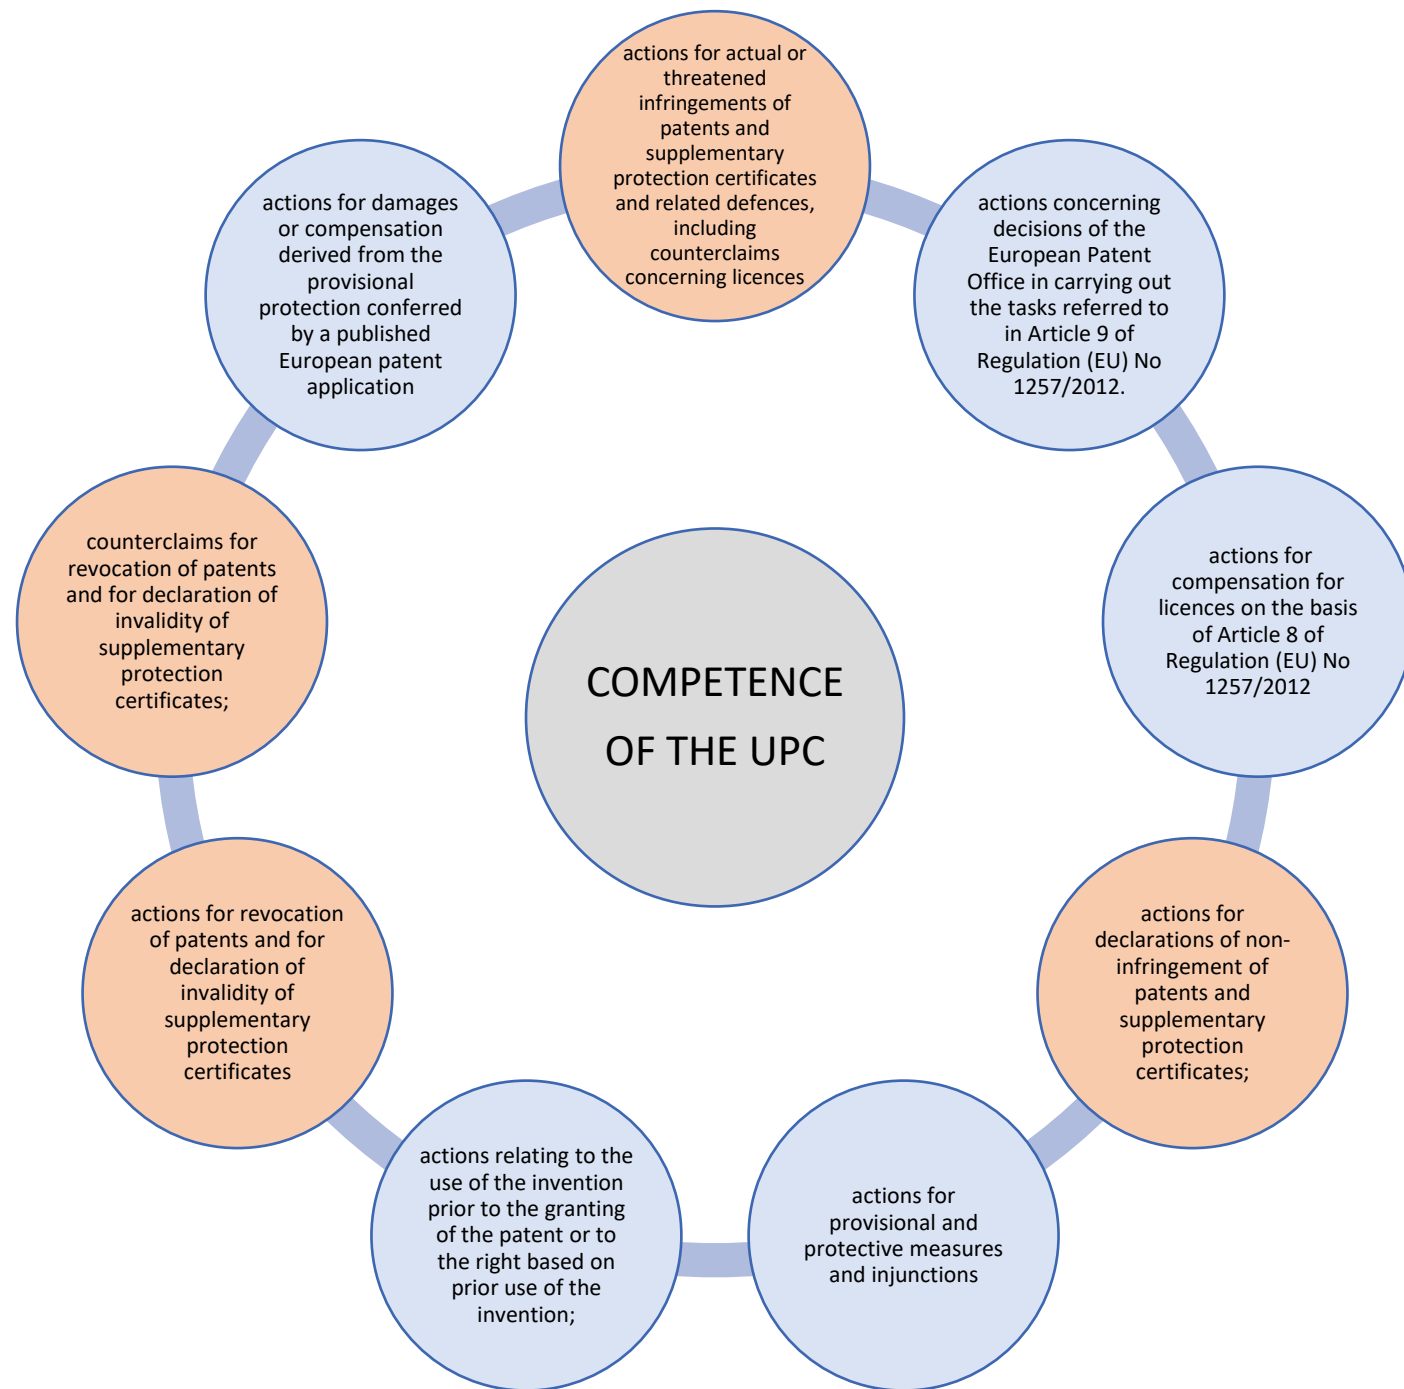 actions for actual or
threatened
infringements of
patents and
supplementary
protection certificates
and related defences,
including
counterclaims
concerning licences
actions concerning
decisions of the
European Patent
Office in carrying out
the tasks referred to
in Article 9 of
Regulation (EU) No
1257/2012.
actions for
compensation for
licences on the basis
of Article 8 of
Regulation (EU) No
1257/2012
actions for
declarations of non-
infringement of
patents and
supplementary
protection
certificates;
actions for
provisional and
protective measures
and injunctions
actions relating to the
use of the invention
prior to the granting
of the patent or to
the right based on
prior use of the
invention;
actions for revocation
of patents and for
declaration of
invalidity of
supplementary
protection
certificates
counterclaims for
revocation of patents
and for declaration of
invalidity of
supplementary
protection
certificates;
actions for damages
or compensation
derived from the
provisional
protection conferred
by a published
European patent
application
COMPETENCE
OF THE UPC